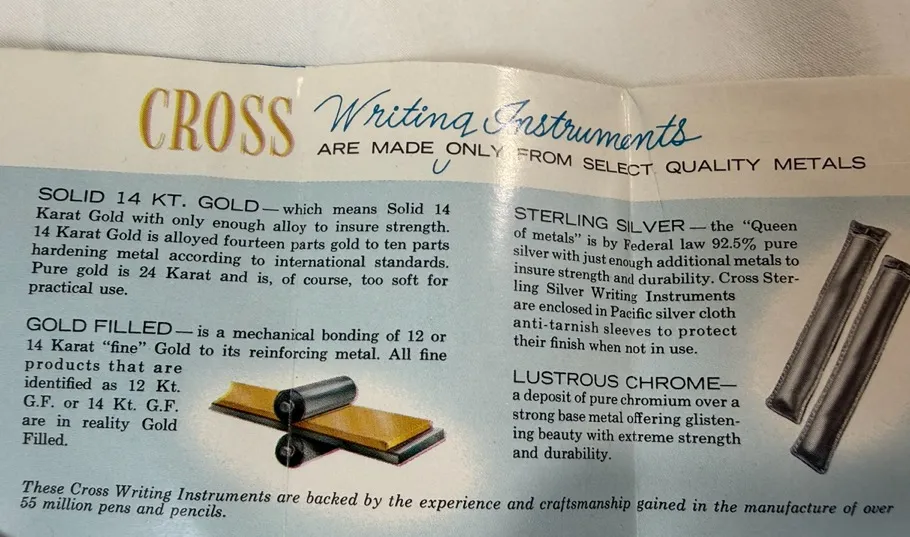 CROSS Writing Instruments
ARE MADE ONLY FROM SELECT QUALITY METALS
SOLID 14 KT. GOLD — which means Solid 14
Karat Gold with only enough alloy to insure strength.
14 Karat Gold is alloyed fourteen parts gold to ten parts
hardening metal according to international standards.
Pure gold is 24 Karat and is, of course, too soft for
practical use.
GOLD FILLED — is a mechanical bonding of 12 or
14 Karat "fine" Gold to its reinforcing metal. All fine
products that are
identified as 12 Kt.
G.F. or 14 Kt. G.F.
are in reality Gold
Filled.
STERLING SILVER — the "Queen
of metals" is by Federal law 92.5% pure
silver with just enough additional metals to
insure strength and durability. Cross Ster-
ling Silver Writing Instruments
are enclosed in Pacific silver cloth
anti-tarnish sleeves to protect
their finish when not in use.
LUSTROUS CHROME—
a deposit of pure chromium over a
strong base metal offering glisten-
ing beauty with extreme strength
and durability.
These Cross Writing Instruments are backed by the experience and craftsmanship gained in the manufacture of over
55 million pens and pencils.